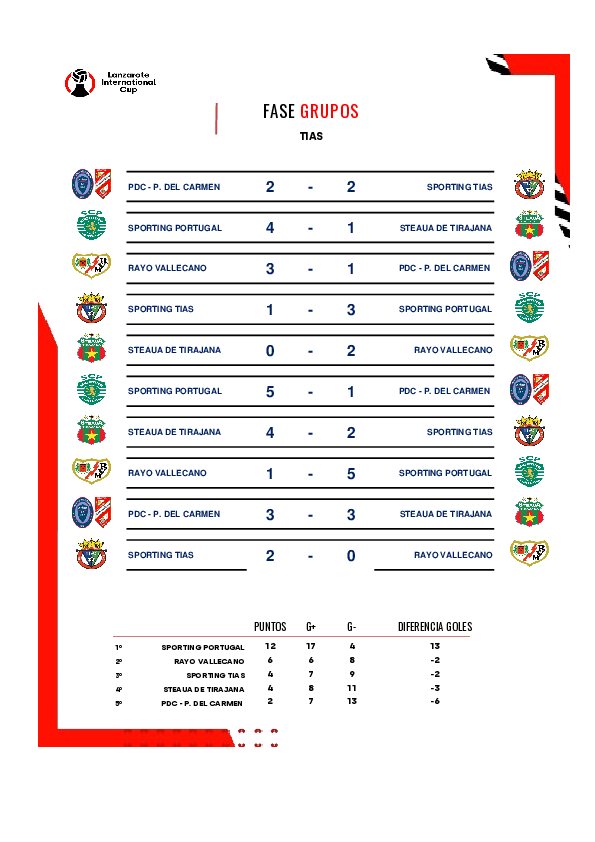 Lanzarote
International
Cup
FASE GRUPOS
TIAS
PDC - P. DEL CARMEN 2 - 2 SPORTING TIAS
SPORTING PORTUGAL 4 - 1 STEAUA DE TIRAJANA
RAYO VALLECANO 3 - 1 PDC - P. DEL CARMEN
SPORTING TIAS 1 - 3 SPORTING PORTUGAL
STEAUA DE TIRAJANA 0 - 2 RAYO VALLECANO
SPORTING PORTUGAL 5 - 1 PDC - P. DEL CARMEN
STEAUA DE TIRAJANA 4 - 2 SPORTING TIAS
RAYO VALLECANO 1 - 5 SPORTING PORTUGAL
PDC - P. DEL CARMEN 3 - 3 STEAUA DE TIRAJANA
SPORTING TIAS 2 - 0 RAYO VALLECANO
PUNTOS G+ G- DIFERENCIA GOLES
1º SPORTING PORTUGAL 12 17 4 13
2º RAYO VALLECANO 6 6 8 -2
3º SPORTING TIAS 4 7 9 -2
4º STEAUA DE TIRAJANA 4 8 11 -3
5º PDC - P. DEL CARMEN 2 7 13 -6